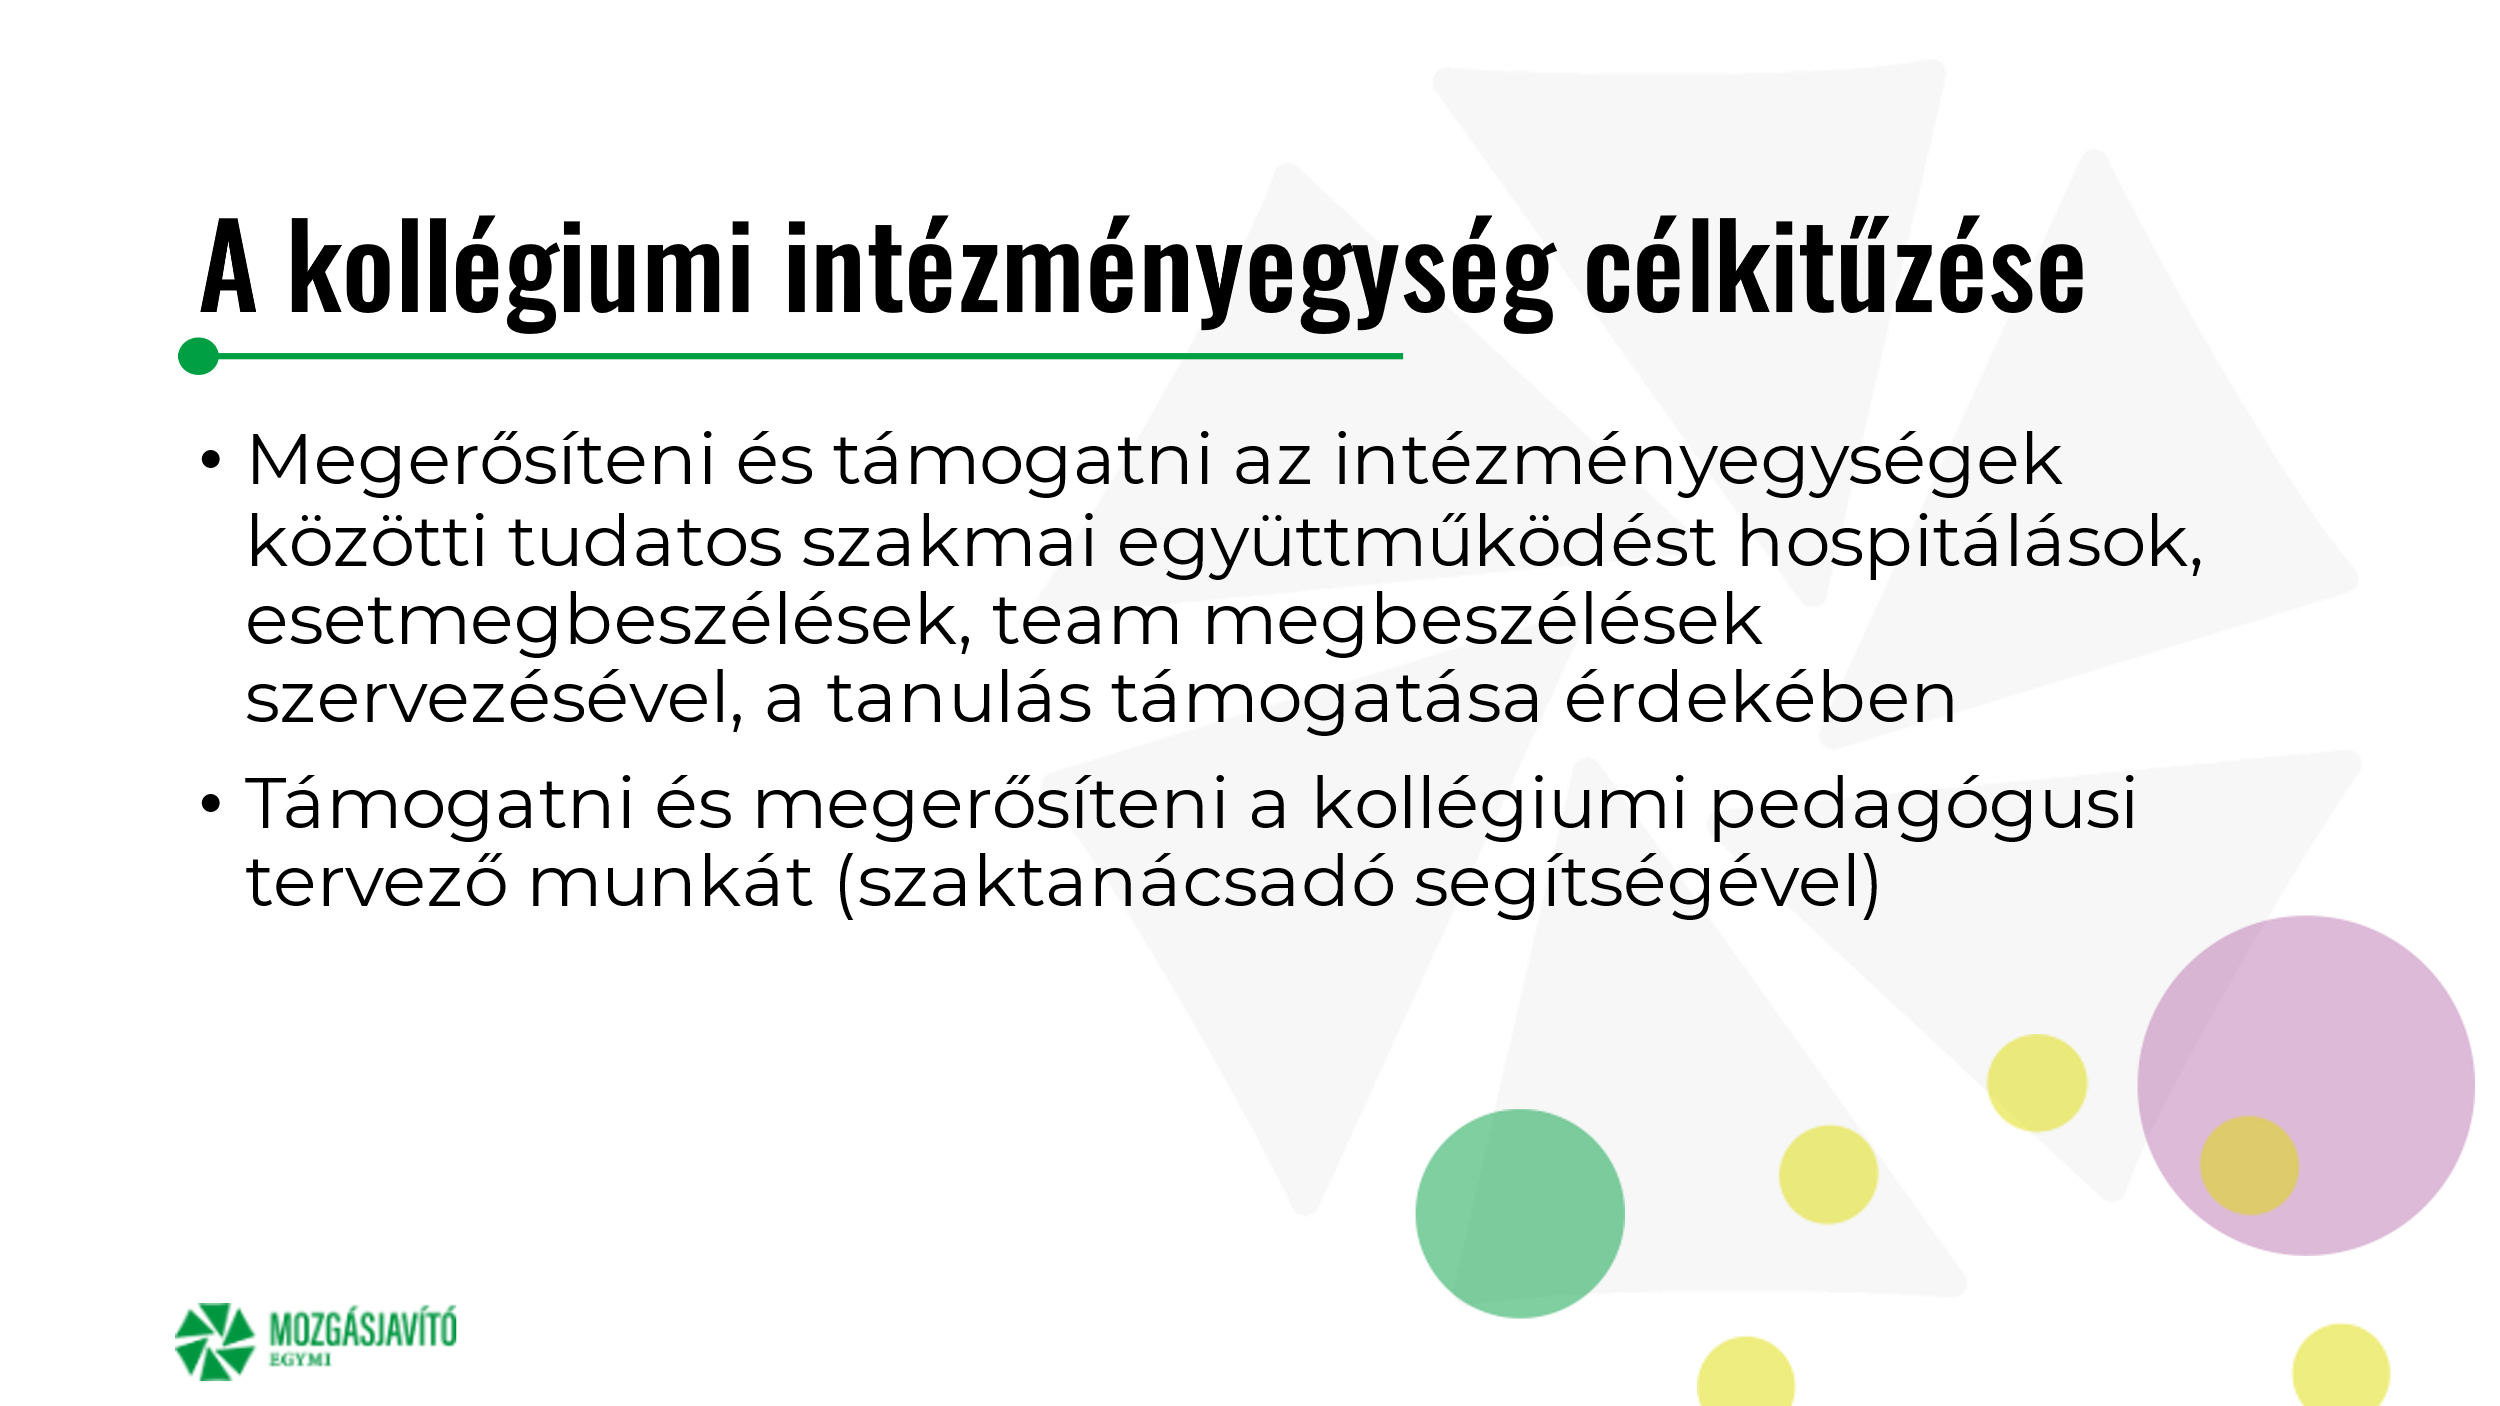 A kollégiumi intézményegység célkitűzése
• Megerősíteni és támogatni az intézményegységek
közötti tudatos szakmai együttműködést hospitálások,
esetmegbeszélések, team megbeszélések
szervezésével, a tanulás támogatása érdekében
• Támogatni és megerősíteni a kollégiumi pedagógusi
tervező munkát (szaktanácsadó segítségével)
MOZGÁSJAVÍTÓ
EGYMI